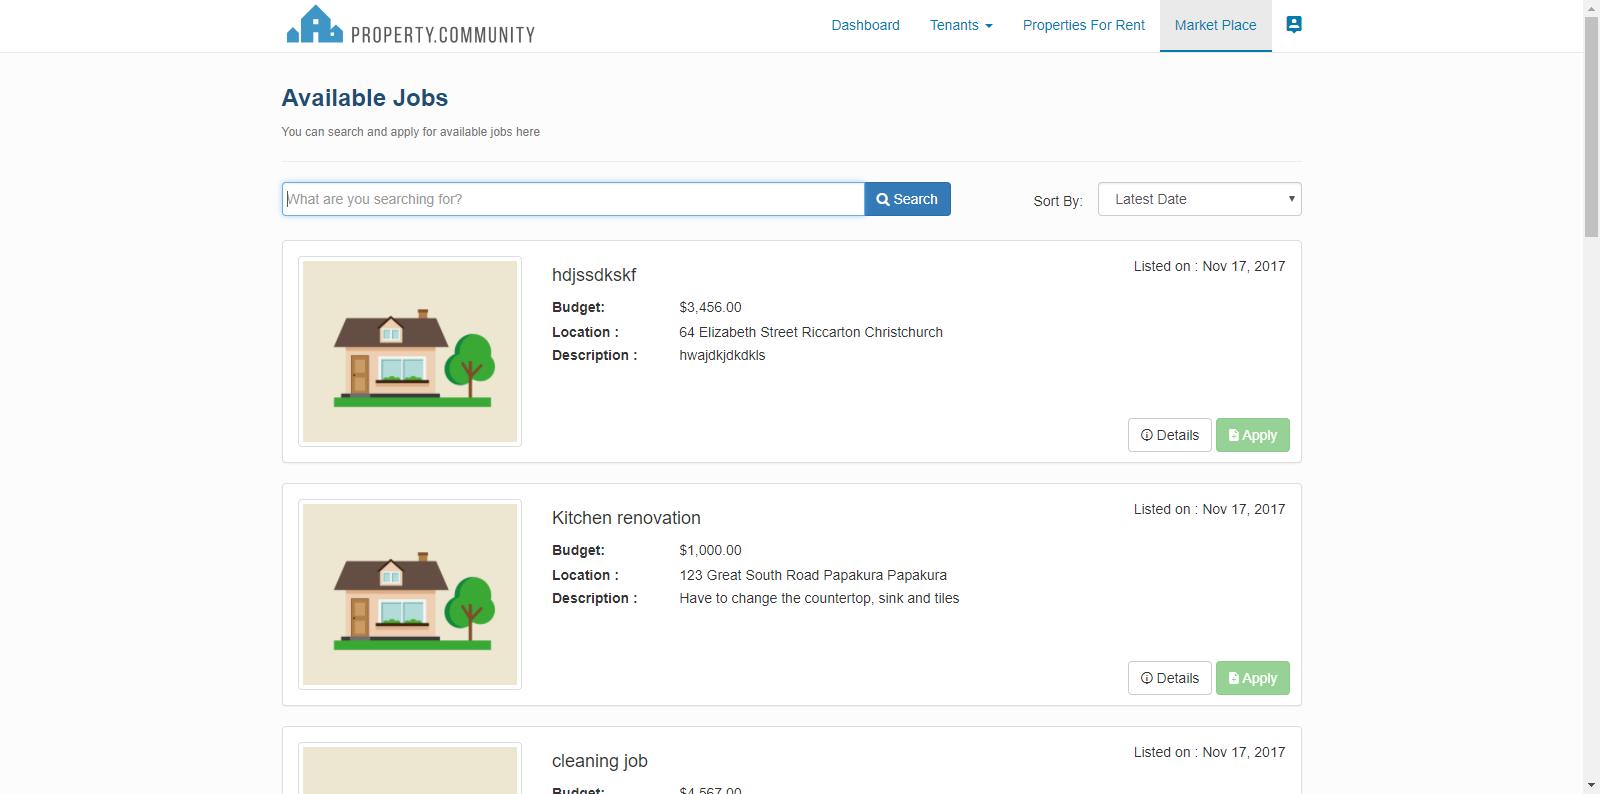 PROPERTY.COMMUNITY
Dashboard Tenants Properties For Rent Market Place
Available Jobs
You can search and apply for available jobs here
What are you searching for? Search Sort By: Latest Date
hdjssdkskf Listed on : Nov 17, 2017
Budget: $3,456.00
Location : 64 Elizabeth Street Riccarton Christchurch
Description : hwajdkjdkdkls
Details Apply
Kitchen renovation Listed on : Nov 17, 2017
Budget: $1,000.00
Location : 123 Great South Road Papakura Papakura
Description : Have to change the countertop, sink and tiles
Details Apply
cleaning job Listed on : Nov 17, 2017
Budget: $4,567.00